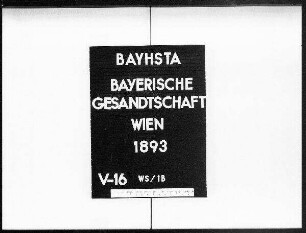 BAYHSTA
BAYERISCHE
GESANDTSCHAFT
WIEN
1893
V-16 WS/1B